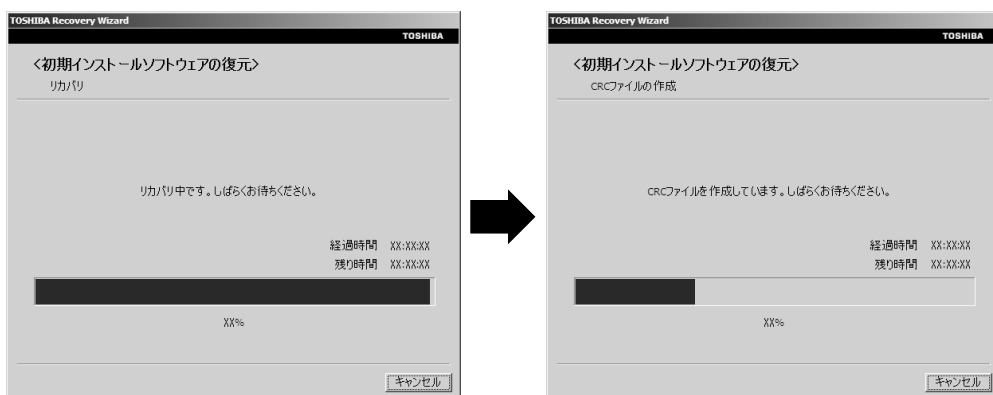 TOSHIBA Recovery Wizard
TOSHIBA
<初期インストールソフトウェアの復元>
リカバリ
リカバリ中です。しばらくお待ちください。
経過時間 XX:XX:XX
残り時間 XX:XX:XX
XX%
キャンセル
TOSHIBA Recovery Wizard
TOSHIBA
<初期インストールソフトウェアの復元>
CRCファイルの作成
CRCファイルを作成しています。しばらくお待ちください。
経過時間 XX:XX:XX
残り時間 XX:XX:XX
XX%
キャンセル